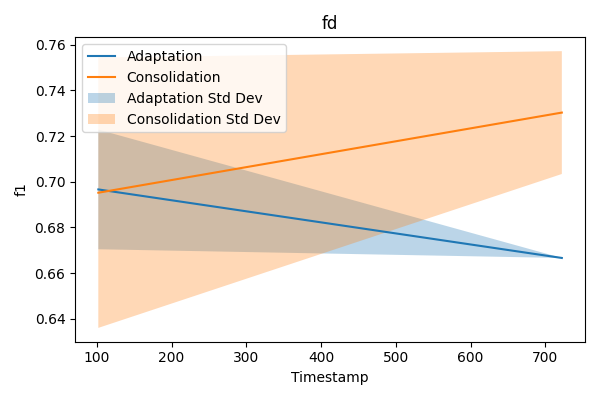 fd
0.76
0.74
0.72
0.70
0.68
0.66
0.64
f1
Adaptation
Consolidation
Adaptation Std Dev
Consolidation Std Dev
100 200 300 400 500 600 700
Timestamp